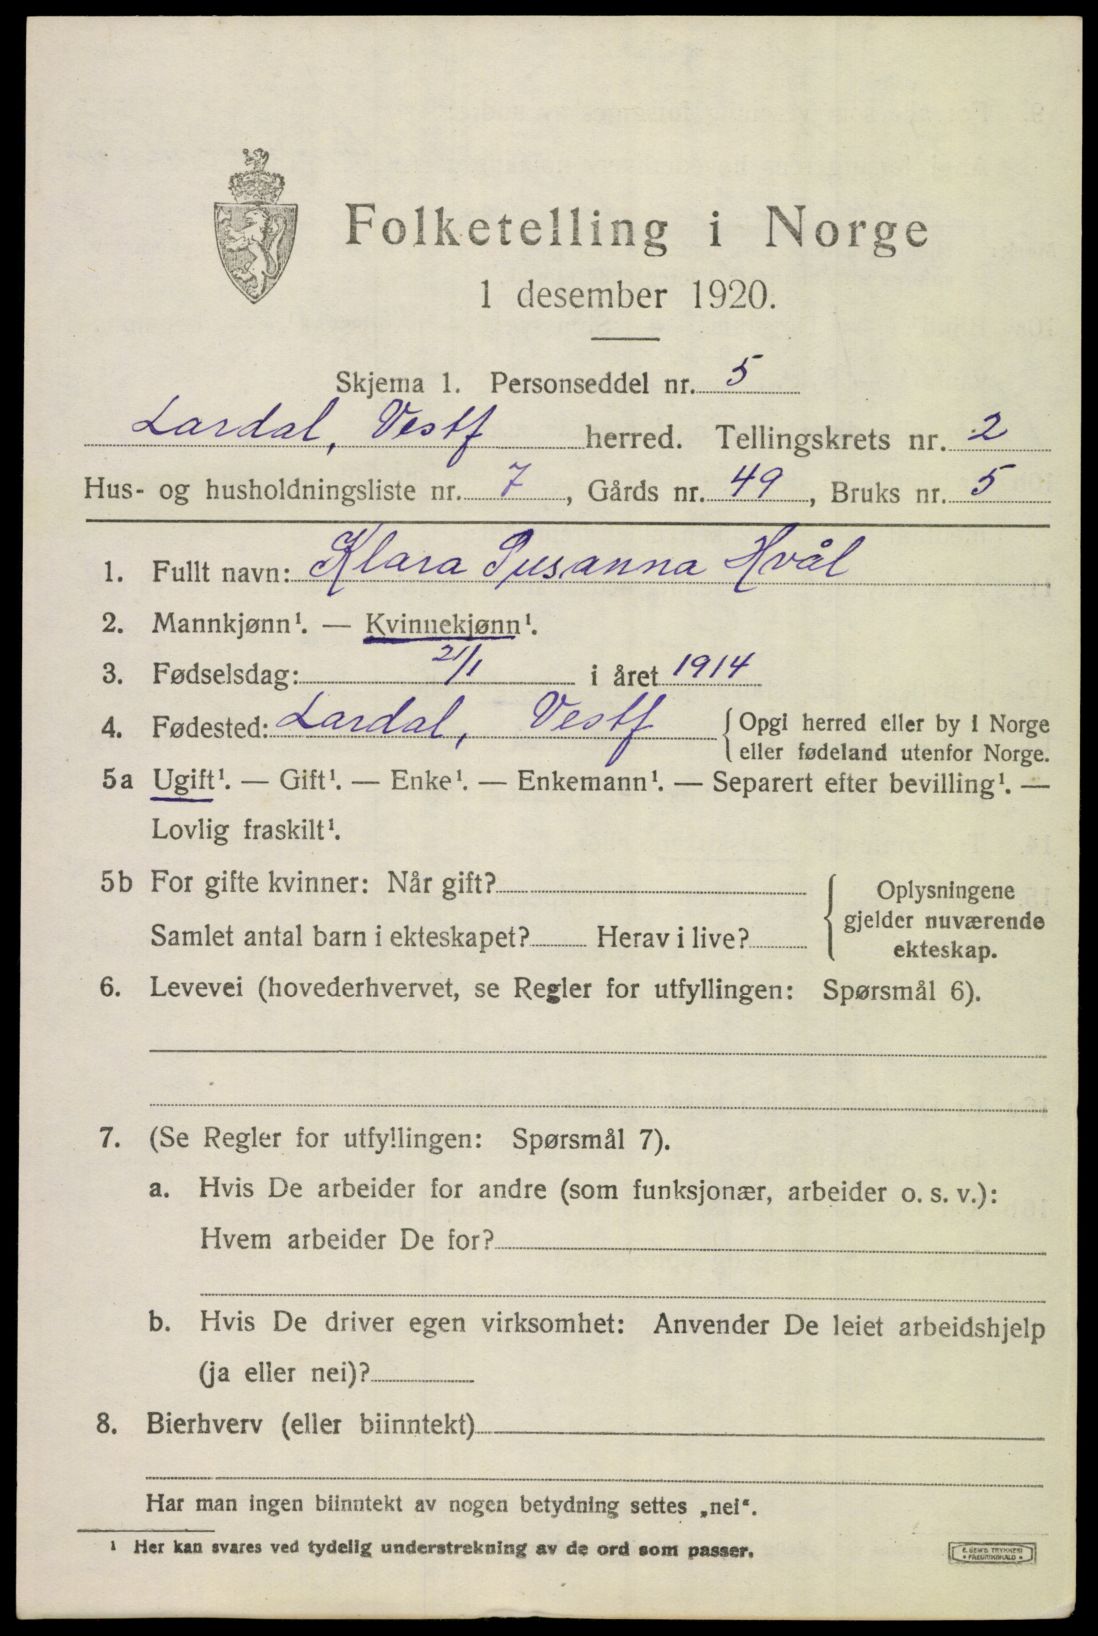 Folketelling i Norge
1 desember 1920.
Skjema 1. Personseddel nr. 5
Lardal, Vestf herred. Tellingskrets nr. 2
Hus- og husholdningsliste nr. 7, Gårds nr. 49, Bruks nr. 5
1. Fullt navn: Klara Susanna Hvål
2. Mannkjønn¹. — Kvinnekjønn¹.
3. Fødselsdag: 21/1 i året 1914
4. Fødested: Lardal, Vestf { Opgi herred eller by i Norge
eller fødeland utenfor Norge.
5a Ugift¹. — Gift¹. — Enke¹. — Enkemann¹. — Separert efter bevilling¹. —
Lovlig fraskilt¹.
5b For gifte kvinner: Når gift?
Samlet antal barn i ekteskapet? Herav i live?
{ Oplysningene
gjelder nuværende
ekteskap.
6. Levevei (hovederhvervet, se Regler for utfyllingen: Spørsmål 6).
7. (Se Regler for utfyllingen: Spørsmål 7).
a. Hvis De arbeider for andre (som funksjonær, arbeider o. s. v.):
Hvem arbeider De for?
b. Hvis De driver egen virksomhet: Anvender De leiet arbeidshjelp
(ja eller nei)?
8. Bierhverv (eller biinntekt)
Har man ingen biinntekt av nogen betydning settes „nei“.
¹ Her kan svares ved tydelig understrekning av de ord som passer.
E. SEM'S TRYKKERI
FREDRIKSHALD